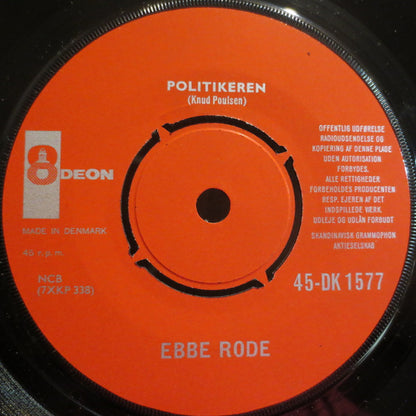 POLITIKEREN
(Knud Poulsen)
ODEON
MADE IN DENMARK
45 r.p.m.
NCB
(7XKP 338)
OFFENTLIG UDFØRELSE
RADIOUDSENDELSE OG
KOPIERING AF DENNE PLADE
UDEN AUTORISATION
FORBYDES.
ALLE RETTIGHEDER
FORBEHOLDES PRODUCENTEN
RESP. EJEREN AF DET
INDSPILLEDE VÆRK.
UDLEJE OG UDLÅN FORBUDT
SKANDINAVISK GRAMMOPHON
AKTIESELSKAB
45-DK 1577
EBBE RODE